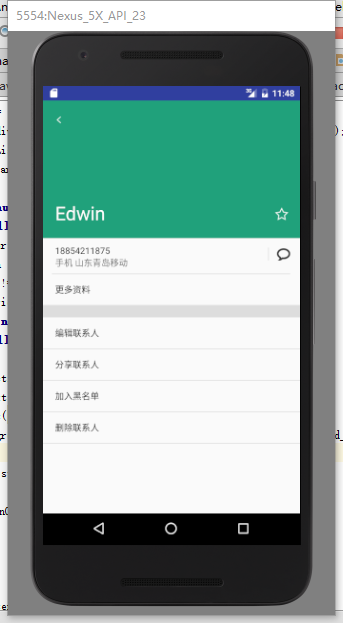 5554:Nexus_5X_API_23
11:48
Edwin
18854211875
手机 山东青岛移动
更多资料
编辑联系人
分享联系人
加入黑名单
删除联系人